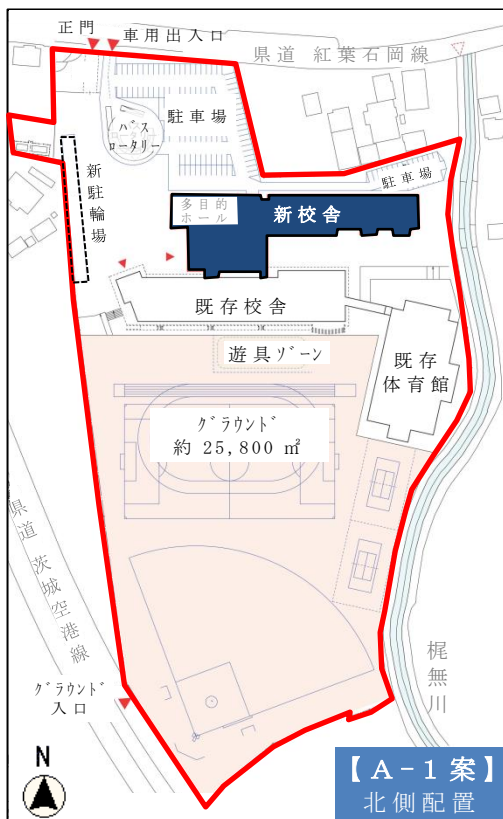 正門
車用出入口
県道 紅葉石岡線
駐車場
バス
ロータリー
新駐輪場
駐車場
多目的
ホール
新校舎
既存校舎
遊具ゾーン
既存
体育館
グラウンド
約 25,800 ㎡
県道 茨城空港線
梶無川
グラウンド
入口
N
【A-1案】
北側配置